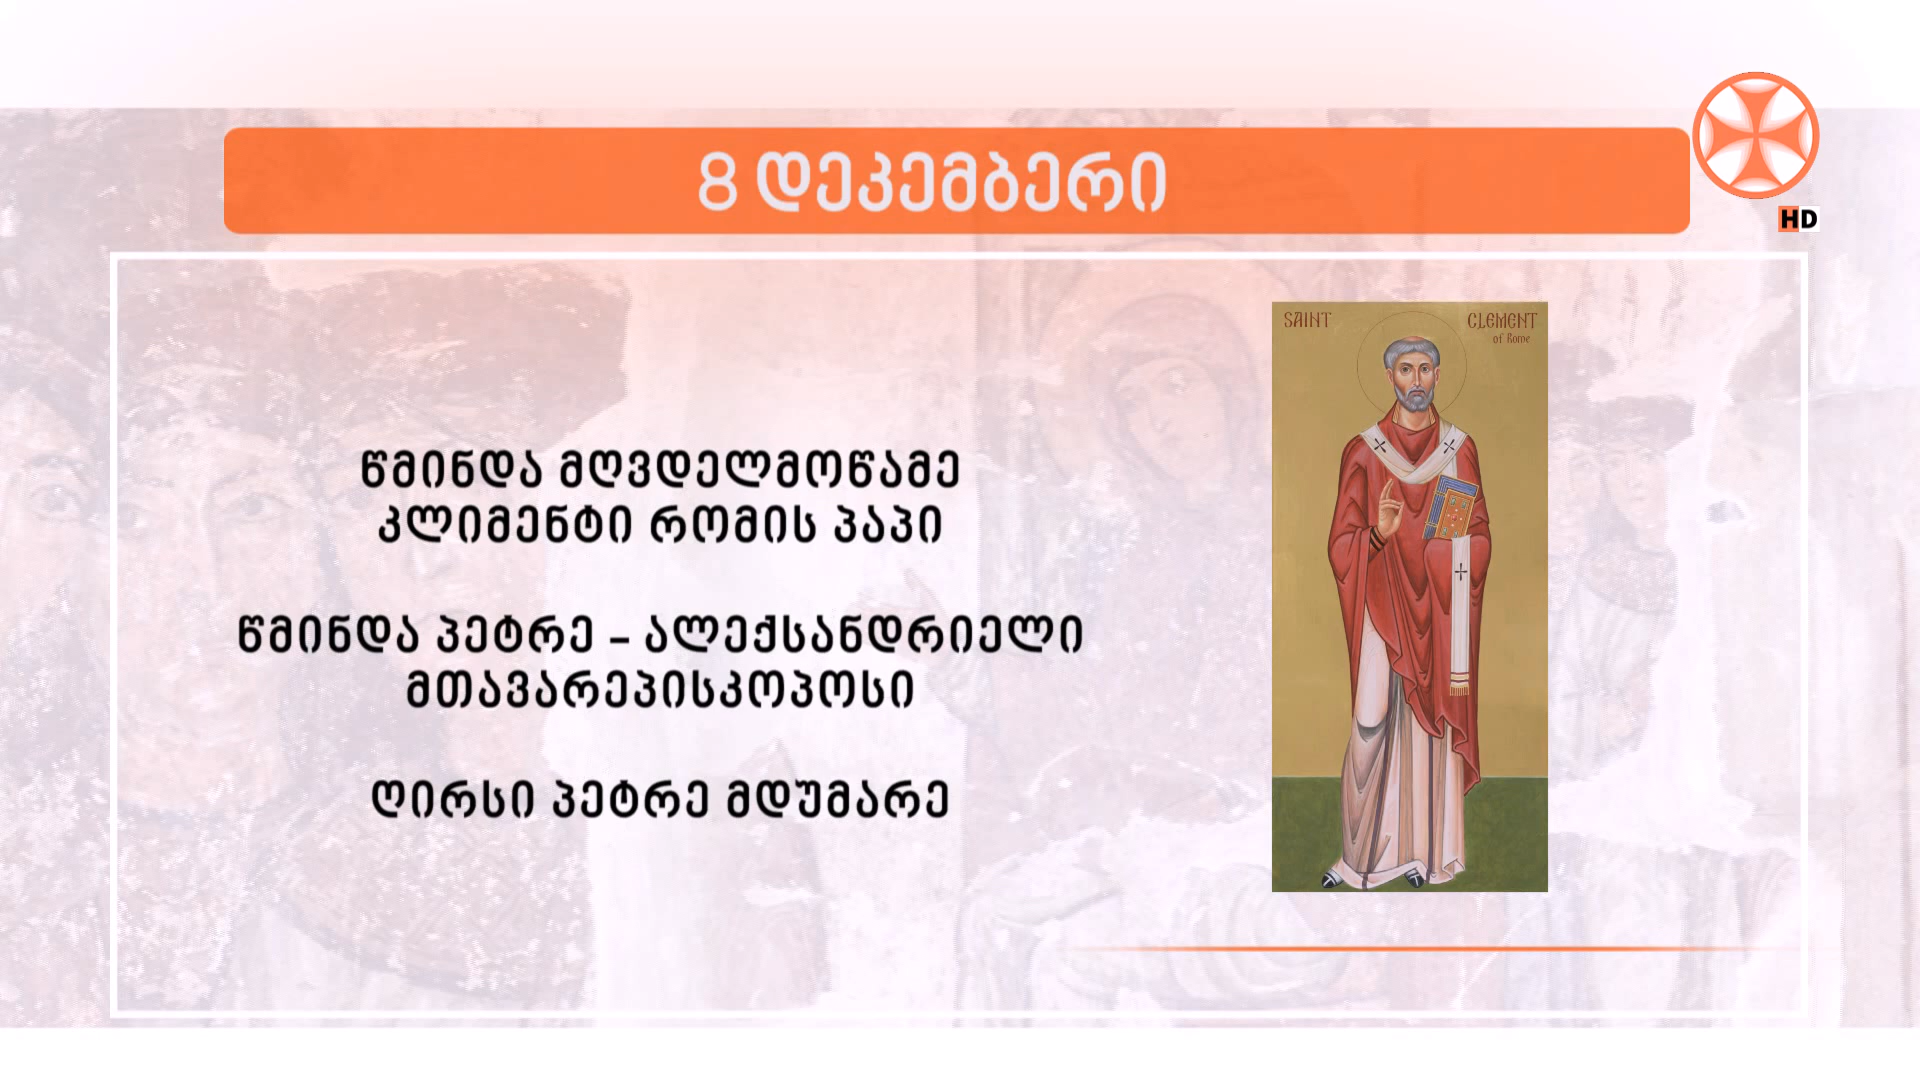 8 დეკემბერი
HD
წმინდა მღვდელმოწამე
კლიმენტი რომის პაპი
წმინდა პეტრე – ალექსანდრიელი
მთავარეპისკოპოსი
ღირსი პეტრე მდუმარე
SAINT CLEMENT
of Rome